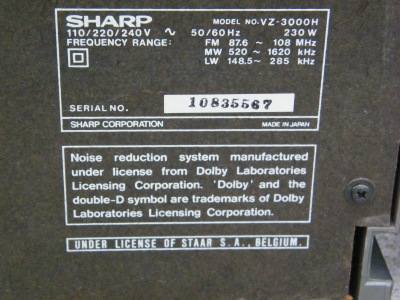 SHARP MODEL NO. VZ-3000H
110/220/240V ~ 50/60Hz 230W
FREQUENCY RANGE: FM 87.6 ~ 108 MHz
MW 520 ~ 1620 kHz
LW 148.5 ~ 285 kHz
SERIAL NO. 10835567
SHARP CORPORATION MADE IN JAPAN
Noise reduction system manufactured
under license from Dolby Laboratories
Licensing Corporation. 'Dolby' and the
double-D symbol are trademarks of Dolby
Laboratories Licensing Corporation.
UNDER LICENSE OF STAAR S.A., BELGIUM.